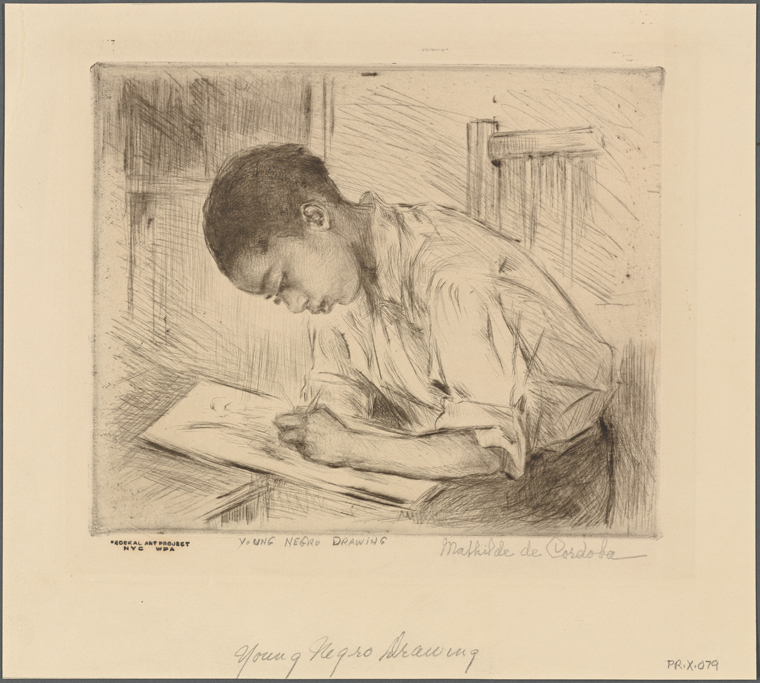 FEDERAL ART PROJECT
NYC WPA
YOUNG NEGRO DRAWING
Mathilde de Cordoba
Young Negro Drawing
PR.X.079